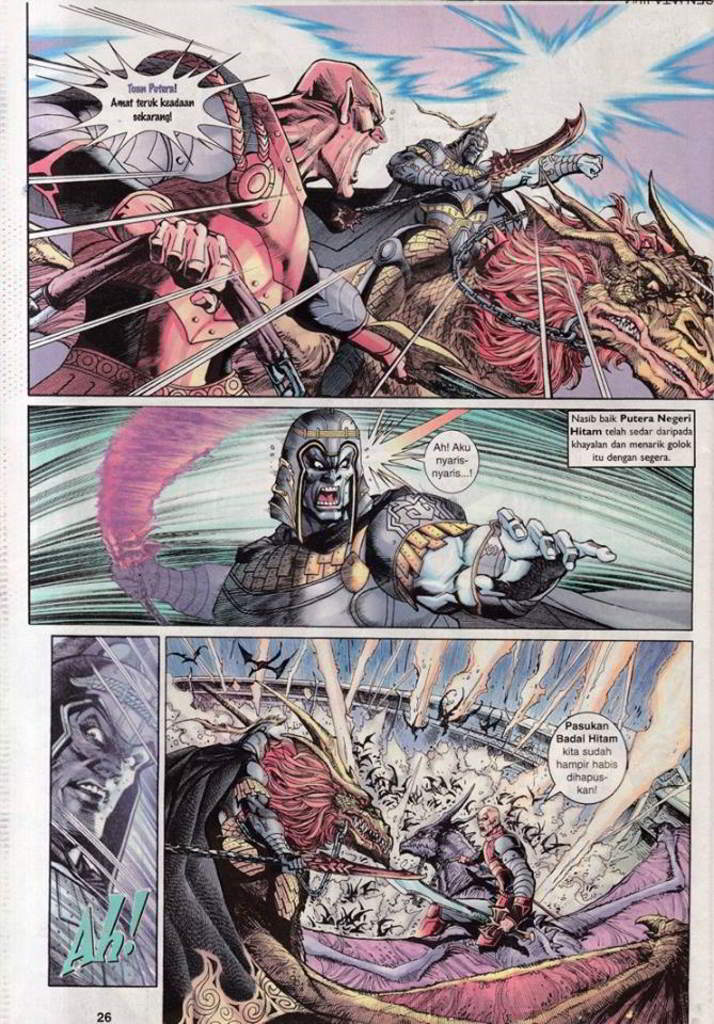 Tuan Putera!
Amat teruk keadaan
sekarang!
Ah! Aku
nyaris-
nyaris...!
Nasib baik Putera Negeri
Hitam telah sedar daripada
khayalan dan menarik golok
itu dengan segera.
Ah!
Pasukan
Badai Hitam
kita sudah
hampir habis
dihapus-
kan!
26